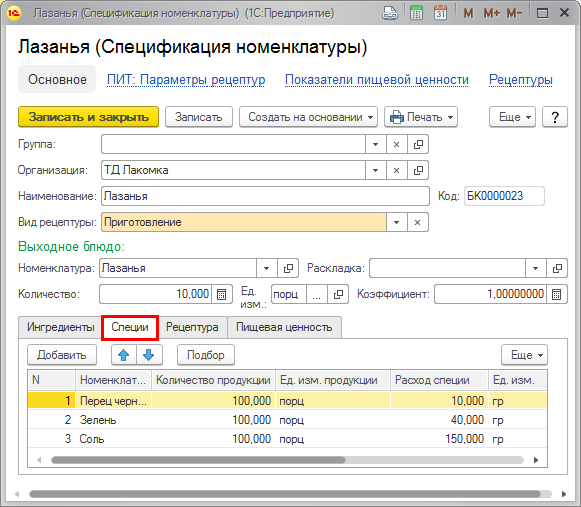 Лазанья (Спецификация номенклатуры) (1С:Предприятие)
M M+ M-
Лазанья (Спецификация номенклатуры)
Основное ПИТ: Параметры рецептур Показатели пищевой ценности Рецептуры
Записать и закрыть Записать Создать на основании Печать Еще ?
Группа:
Организация: ТД Лакомка
Наименование: Лазанья Код: БК0000023
Вид рецептуры: Приготовление
Выходное блюдо:
Номенклатура: Лазанья Раскладка:
Количество: 10,000 Ед. изм.: порц ... Коэффициент: 1,00000000
Ингредиенты Специи Рецептура Пищевая ценность
Добавить Подбор Еще
N Номенклат... Количество продукции Ед. изм. продукции Расход специи Ед. изм.
1 Перец черн... 100,000 порц 10,000 гр
2 Зелень 100,000 порц 40,000 гр
3 Соль 100,000 порц 150,000 гр